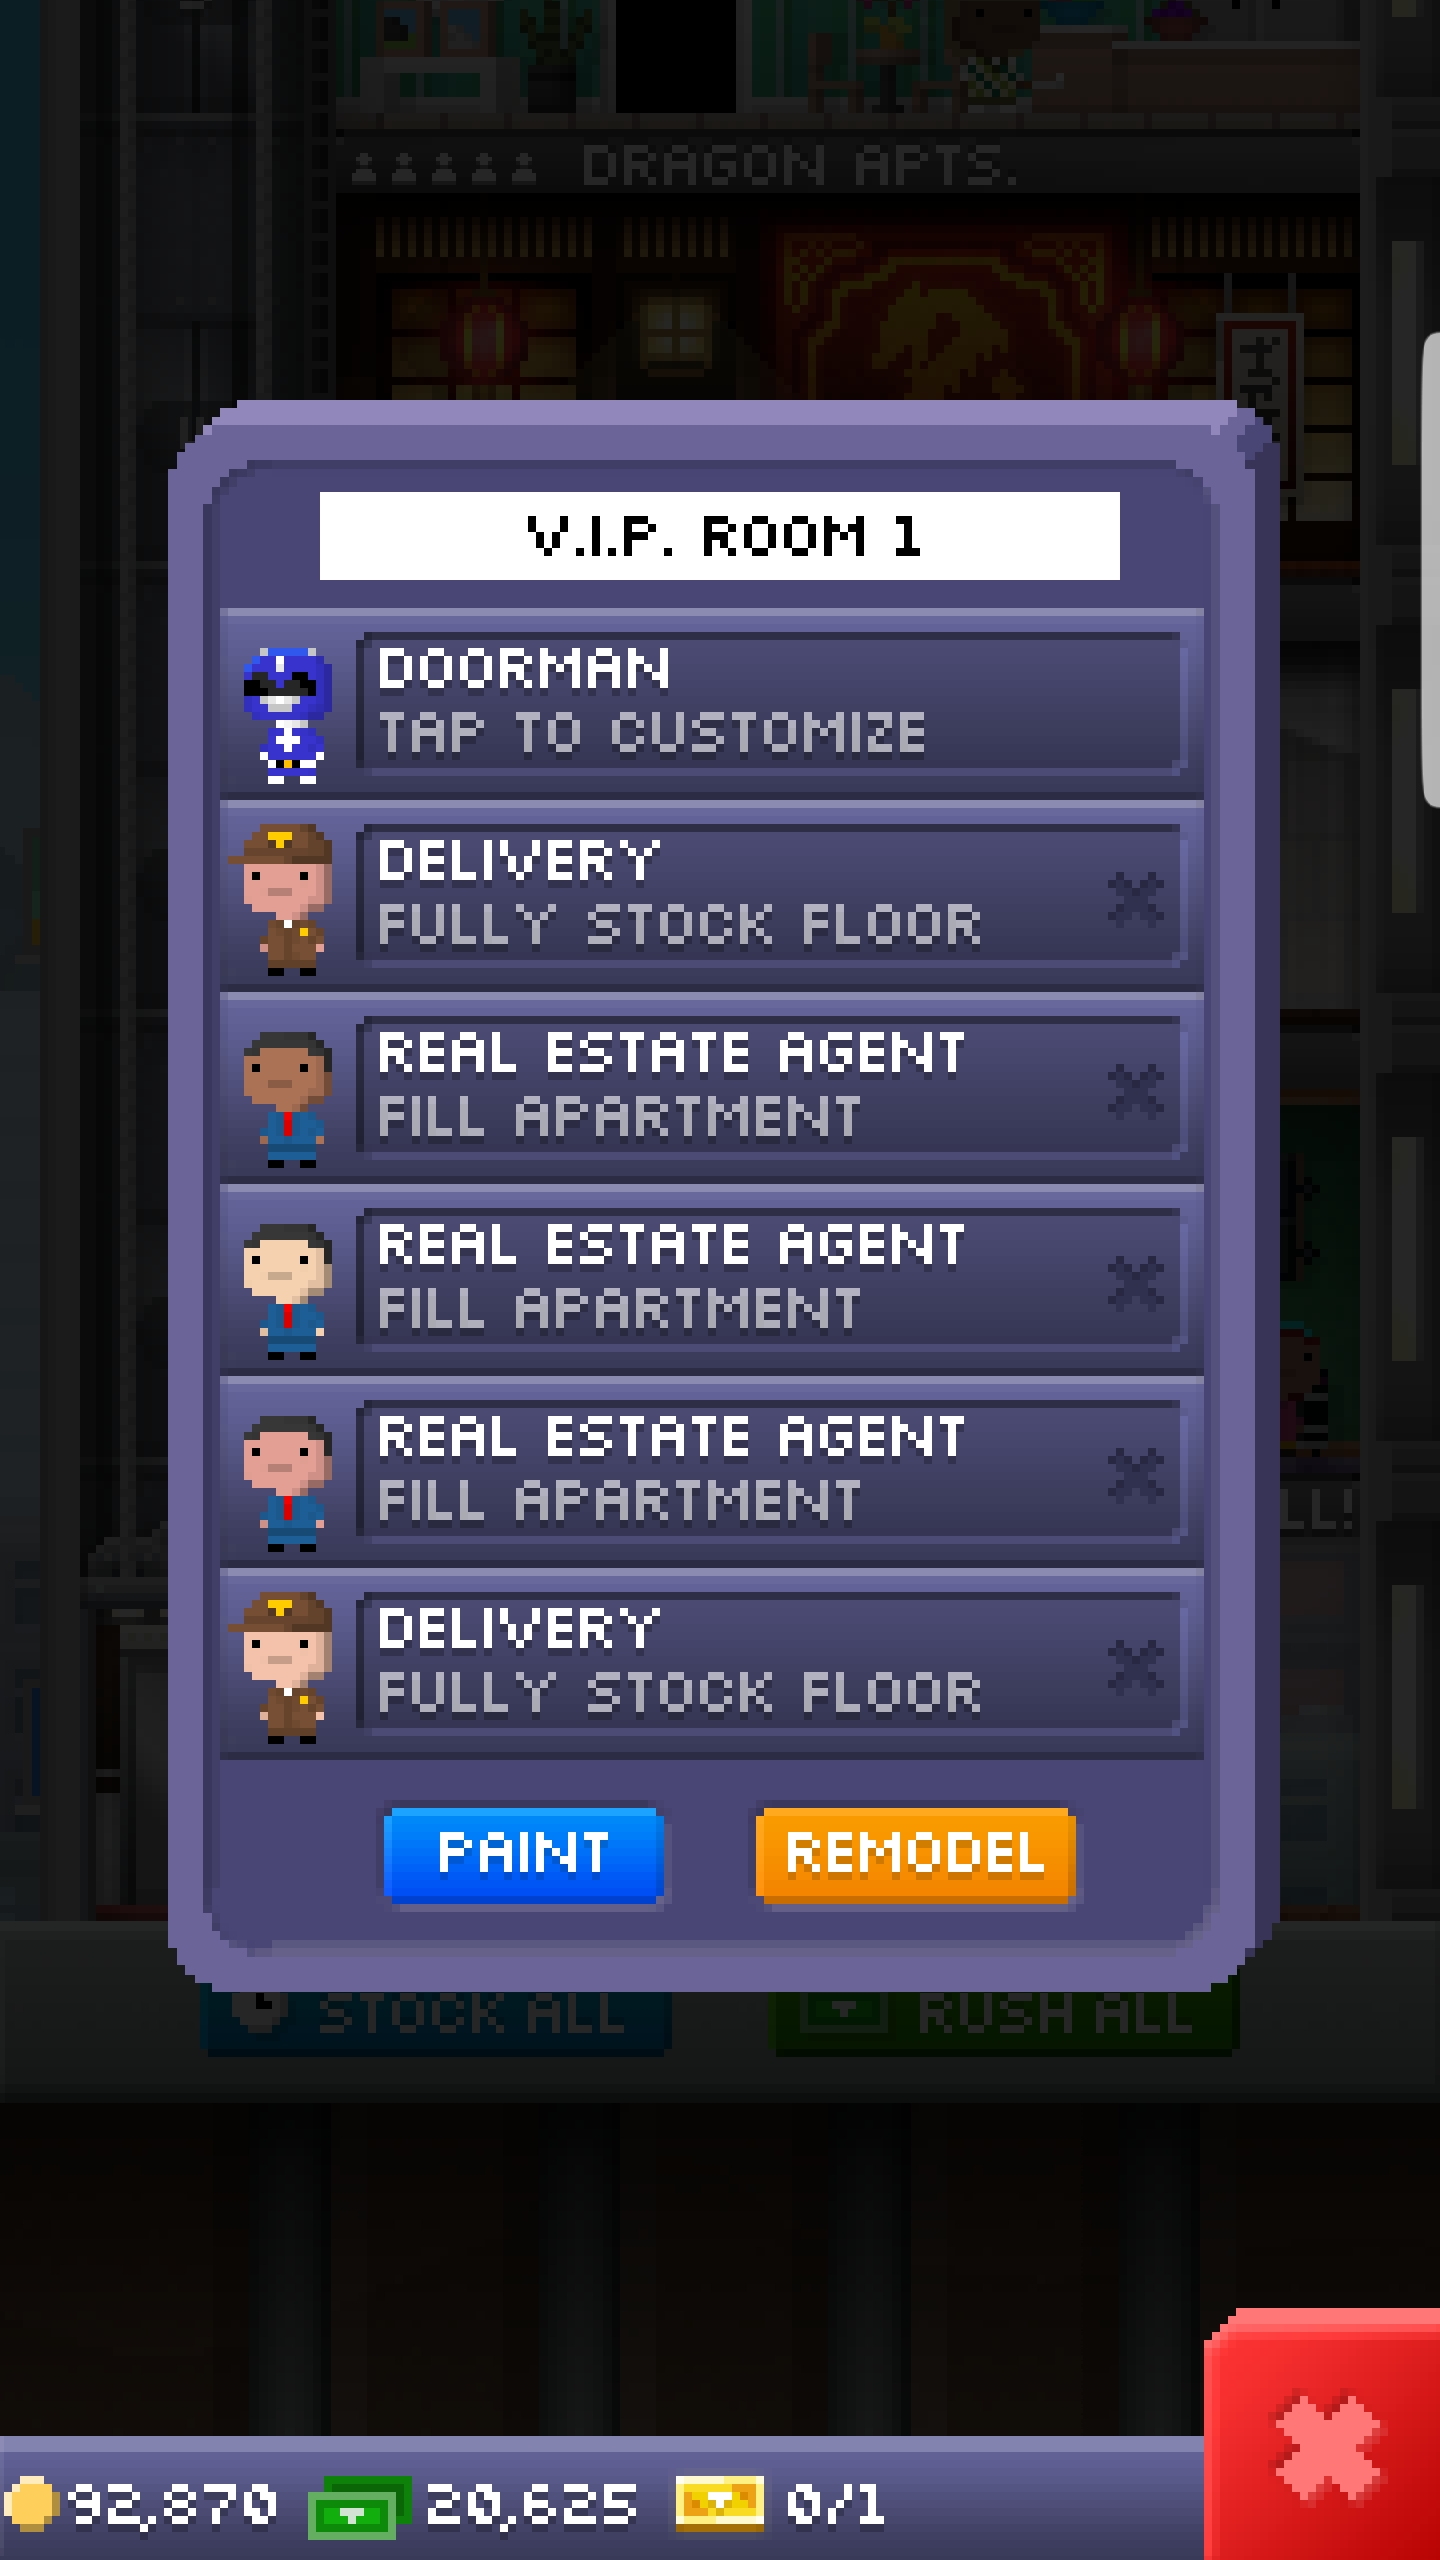 DRAGON APTS.
V.I.P. ROOM 1
DOORMAN
TAP TO CUSTOMIZE
DELIVERY
FULLY STOCK FLOOR
REAL ESTATE AGENT
FILL APARTMENT
REAL ESTATE AGENT
FILL APARTMENT
REAL ESTATE AGENT
FILL APARTMENT
LL!
DELIVERY
FULLY STOCK FLOOR
PAINT
REMODEL
STOCK ALL
RUSH ALL
92,870
20,625
0/1